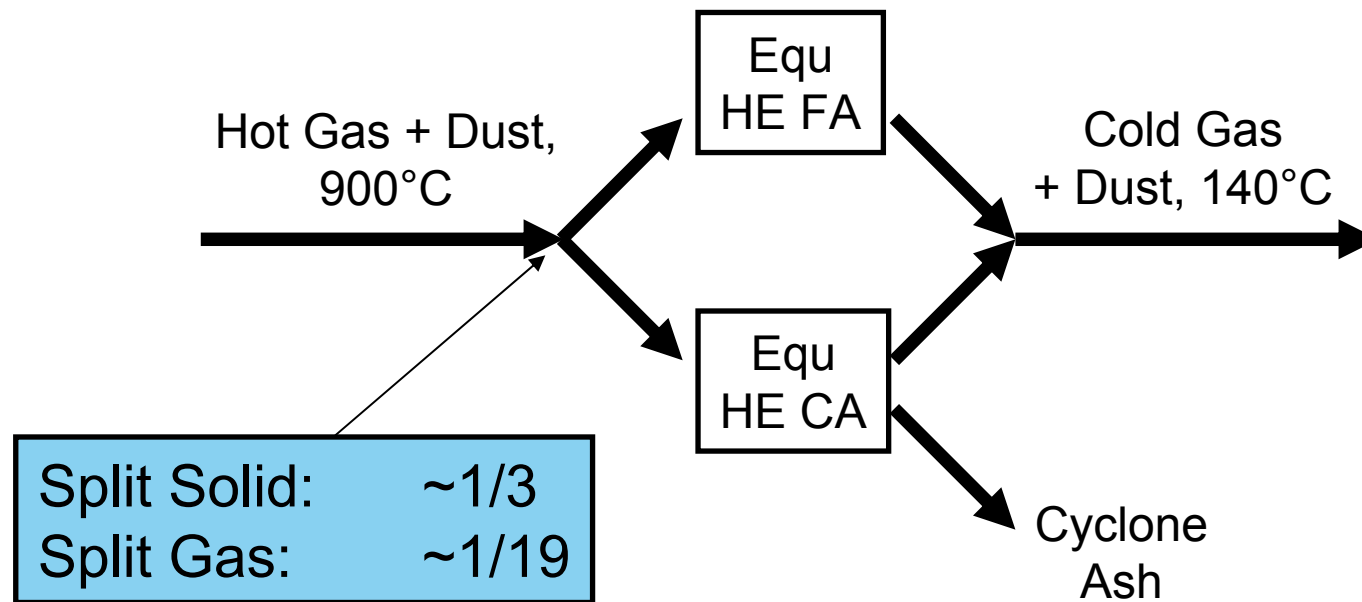 Equ
HE FA
Hot Gas + Dust,
900°C
Cold Gas
+ Dust, 140°C
Equ
HE CA
Split Solid: ~1/3
Split Gas: ~1/19
Cyclone
Ash